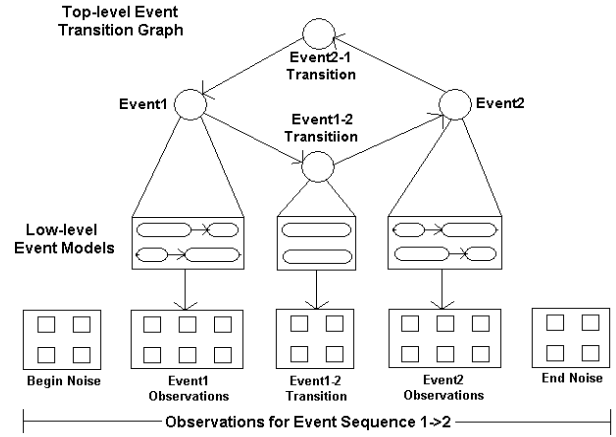 Top-level Event
Transition Graph
Event2-1
Transition
Event1
Event1-2
Transitiion
Event2
Low-level
Event Models
Begin Noise
Event1
Observations
Event1-2
Transition
Event2
Observations
End Noise
Observations for Event Sequence 1->2